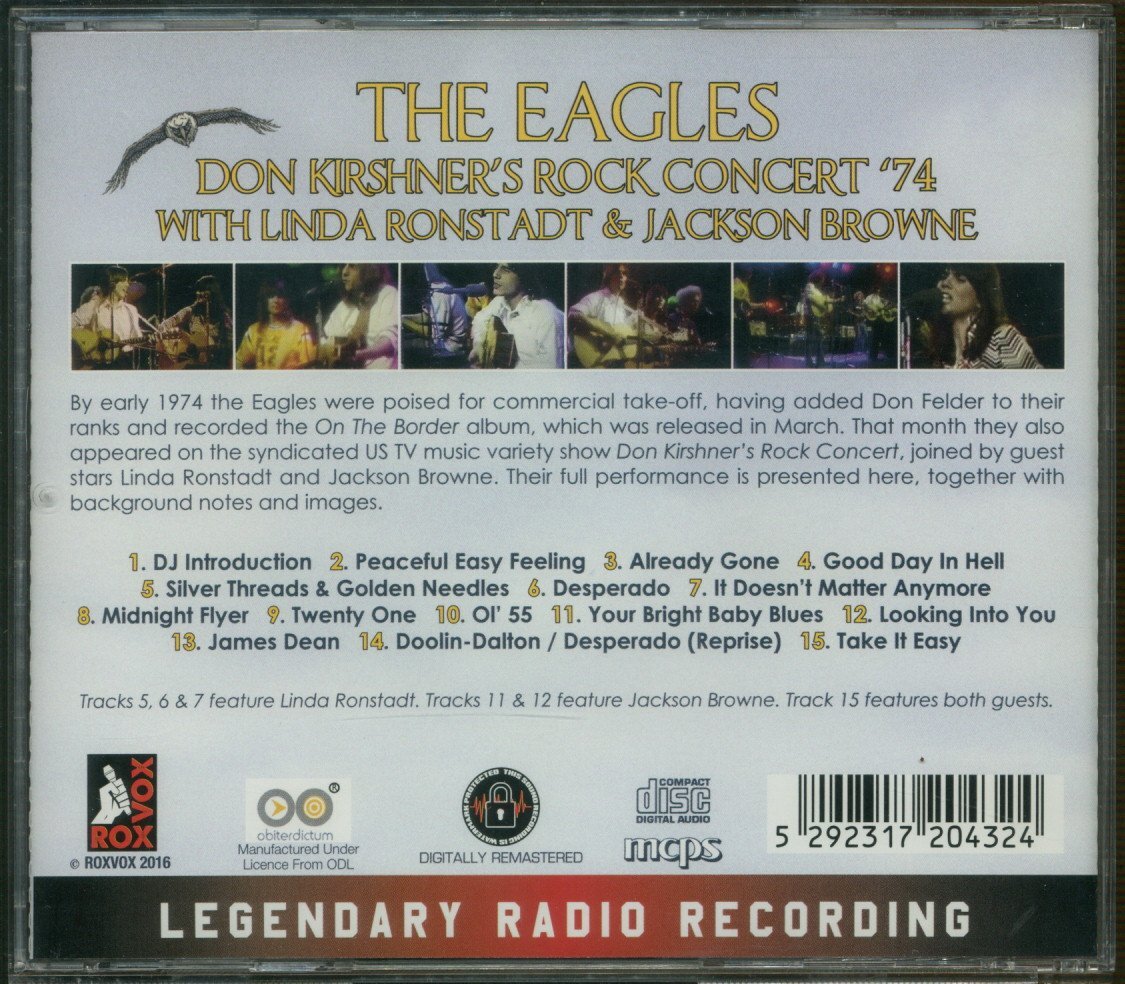 THE EAGLES
DON KIRSHNER'S ROCK CONCERT '74
WITH LINDA RONSTADT & JACKSON BROWNE
By early 1974 the Eagles were poised for commercial take-off, having added Don Felder to their
ranks and recorded the On The Border album, which was released in March. That month they also
appeared on the syndicated US TV music variety show Don Kirshner's Rock Concert, joined by guest
stars Linda Ronstadt and Jackson Browne. Their full performance is presented here, together with
background notes and images.
1. DJ Introduction 2. Peaceful Easy Feeling 3. Already Gone 4. Good Day In Hell
5. Silver Threads & Golden Needles 6. Desperado 7. It Doesn't Matter Anymore
8. Midnight Flyer 9. Twenty One 10. Ol' 55 11. Your Bright Baby Blues 12. Looking Into You
13. James Dean 14. Doolin-Dalton / Desperado (Reprise) 15. Take It Easy
Tracks 5, 6 & 7 feature Linda Ronstadt. Tracks 11 & 12 feature Jackson Browne. Track 15 features both guests.
ROX VOX
© ROXVOX 2016
®
obiterdictum
Manufactured Under
Licence From ODL
THIS SOUND RECORDING IS WATERMARK PROTECTED
DIGITALLY REMASTERED
COMPACT
disc
DIGITAL AUDIO
mcps
5 292317 204324
LEGENDARY RADIO RECORDING